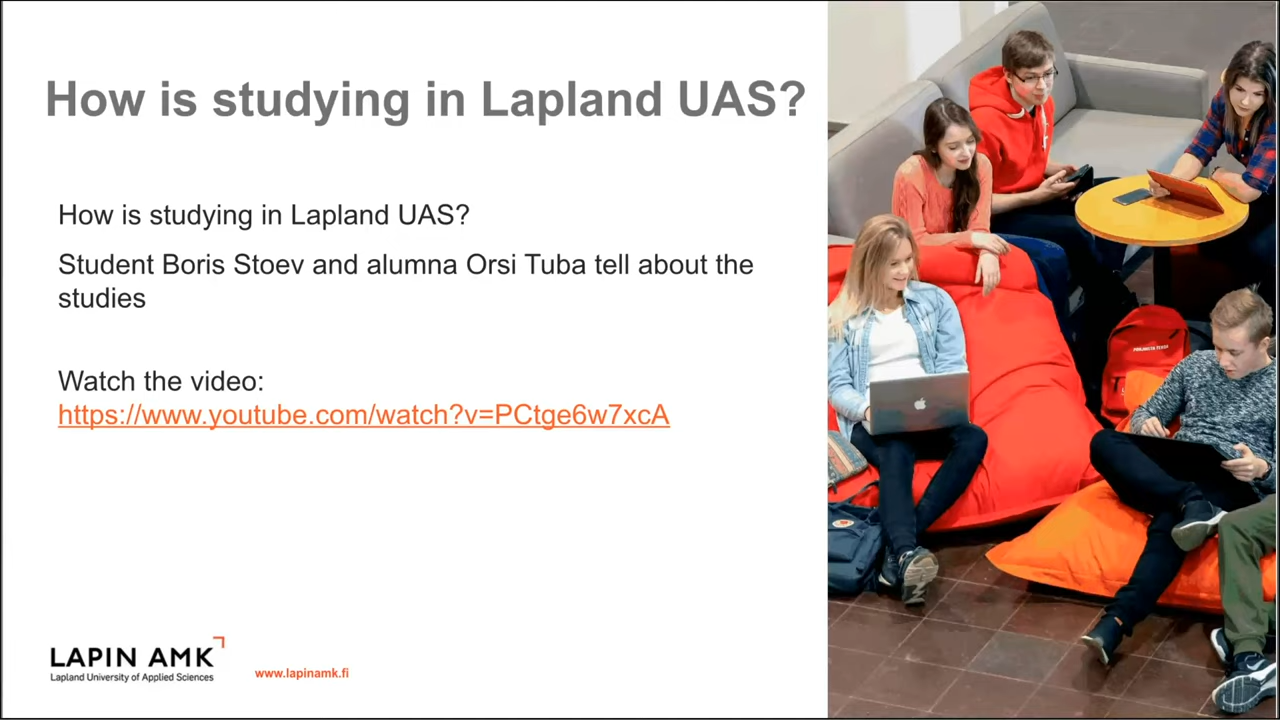 How is studying in Lapland UAS?
How is studying in Lapland UAS?
Student Boris Stoev and alumna Orsi Tuba tell about the
studies
Watch the video:
https://www.youtube.com/watch?v=PCtge6w7xcA
LAPIN AMK
Lapland University of Applied Sciences
www.lapinamk.fi